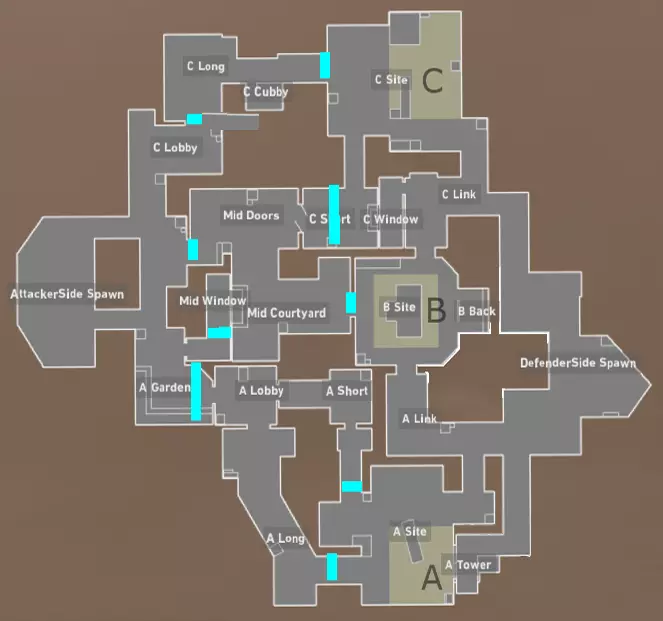 C Long
C Cubby
C Site
C
C Lobby
C Link
Mid Doors
C Short
C Window
AttackerSide Spawn
Mid Window
Mid Courtyard
B Site
B
B Back
DefenderSide Spawn
A Garden
A Lobby
A Short
A Link
A Long
A Site
A Tower
A